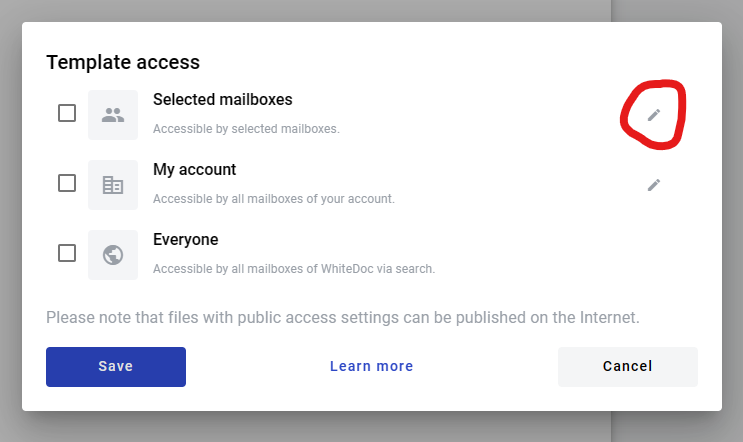 Template access
Selected mailboxes
Accessible by selected mailboxes.
My account
Accessible by all mailboxes of your account.
Everyone
Accessible by all mailboxes of WhiteDoc via search.
Please note that files with public access settings can be published on the Internet.
Save
Learn more
Cancel